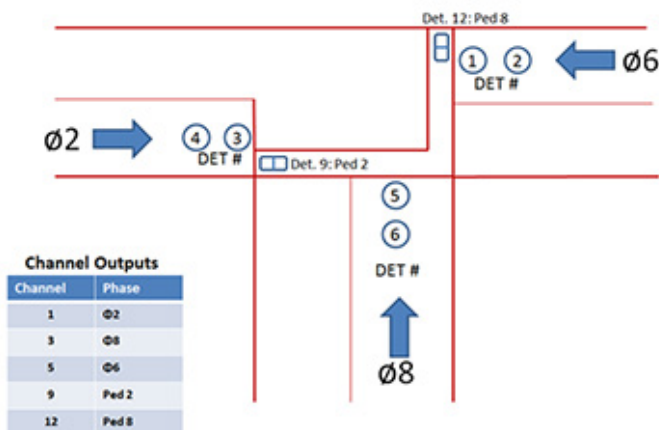 Det. 12: Ped 8
1 2
DET #
Ø6
Ø2
4 3
DET #
Det. 9: Ped 2
5
6
DET #
Ø8
Channel Outputs
Channel Phase
1 Φ2
3 Φ8
5 Φ6
9 Ped 2
12 Ped 8